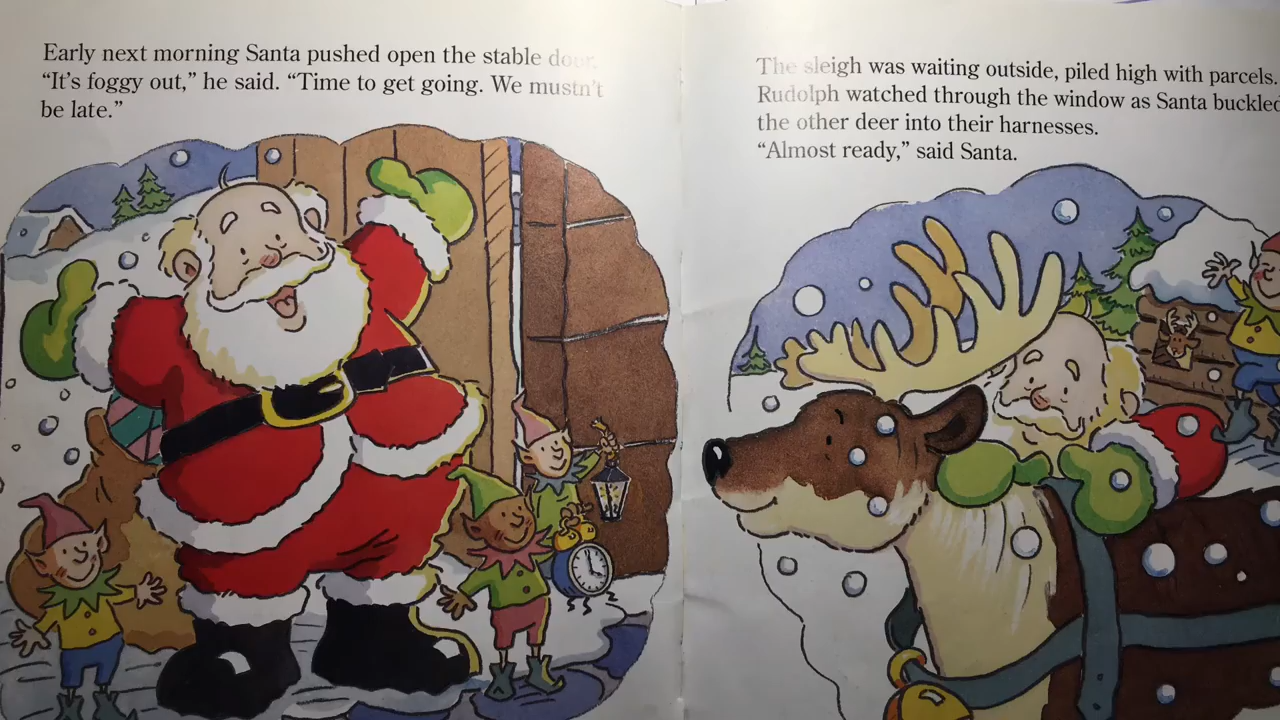 Early next morning Santa pushed open the stable door.
“It’s foggy out,” he said. “Time to get going. We mustn’t
be late.”
The sleigh was waiting outside, piled high with parcels.
Rudolph watched through the window as Santa buckled
the other deer into their harnesses.
“Almost ready,” said Santa.